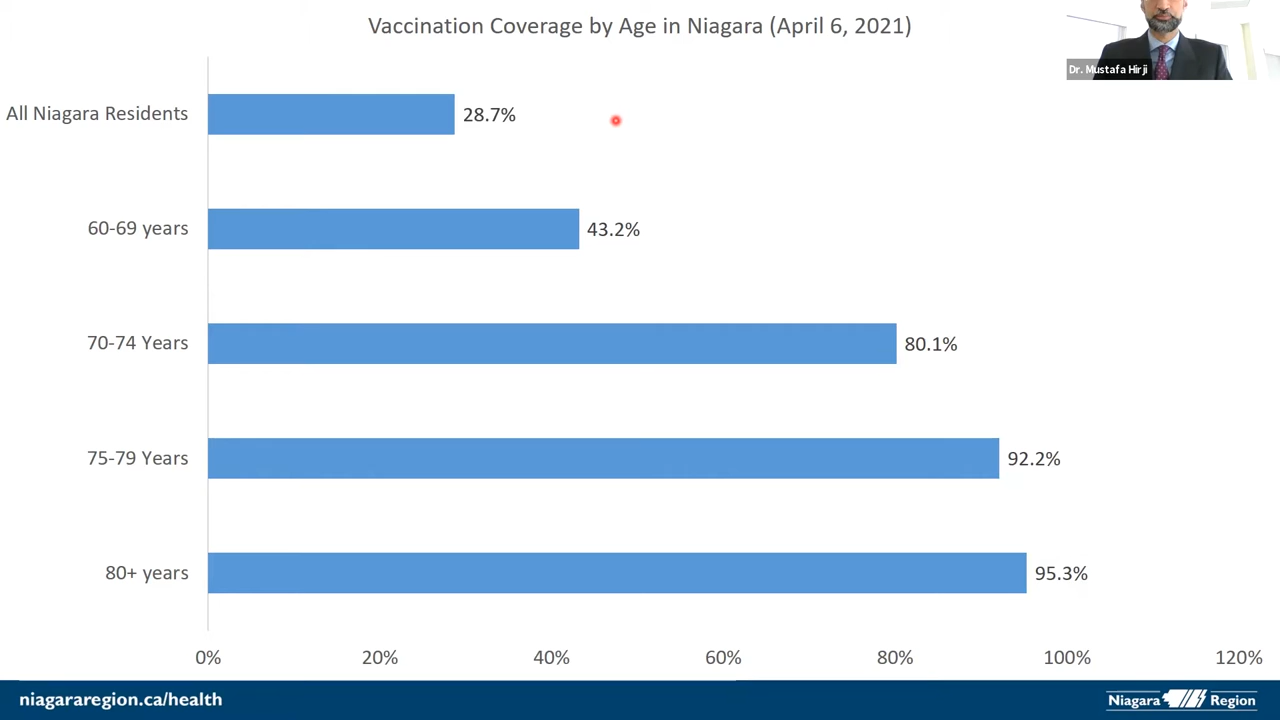 Vaccination Coverage by Age in Niagara (April 6, 2021)
Dr. Mustafa Hirji
All Niagara Residents
28.7%
60-69 years
43.2%
70-74 Years
80.1%
75-79 Years
92.2%
80+ years
95.3%
0% 20% 40% 60% 80% 100% 120%
niagararegion.ca/health
Niagara Region